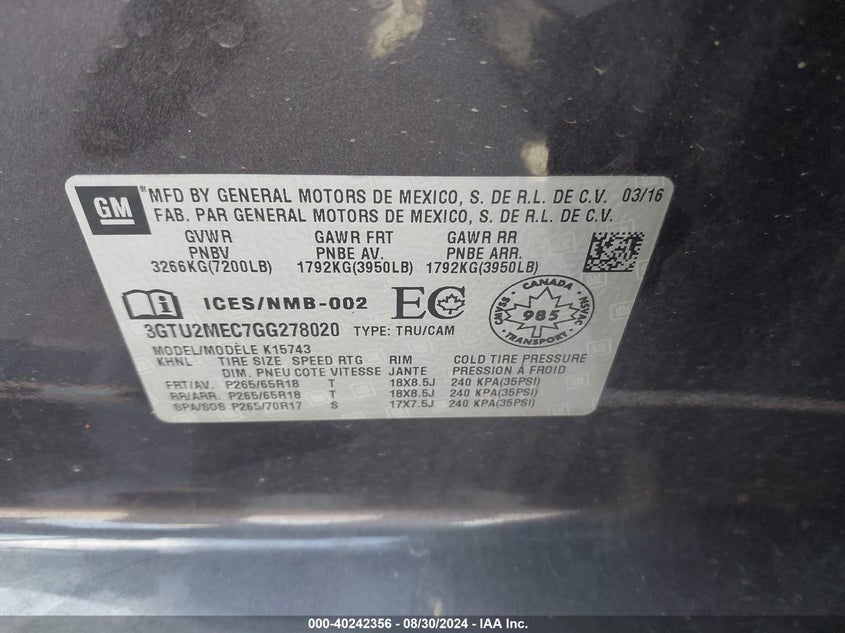 GM ® MFD BY GENERAL MOTORS DE MEXICO, S. DE R.L. DE C.V. 03/16
FAB. PAR GENERAL MOTORS DE MEXICO, S. DE R.L. DE C.V.
GVWR GAWR FRT GAWR RR
PNBV PNBE AV. PNBE ARR.
3266KG(7200LB) 1792KG(3950LB) 1792KG(3950LB)
ICES/NMB-002 EC
CANADA
CMVSS 985 NSVAC
TRANSPORT
3GTU2MEC7GG278020 TYPE: TRU/CAM
MODEL/MODÈLE K15743
KHNL TIRE SIZE SPEED RTG RIM COLD TIRE PRESSURE
DIM. PNEU COTE VITESSE JANTE PRESSION À FROID
FRT/AV. P265/65R18 T 18X8.5J 240 KPA(35PSI)
RR/ARR. P265/65R18 T 18X8.5J 240 KPA(35PSI)
SPA/SOS P265/70R17 S 17X7.5J 240 KPA(35PSI)
000-40242356 - 08/30/2024 - IAA Inc.